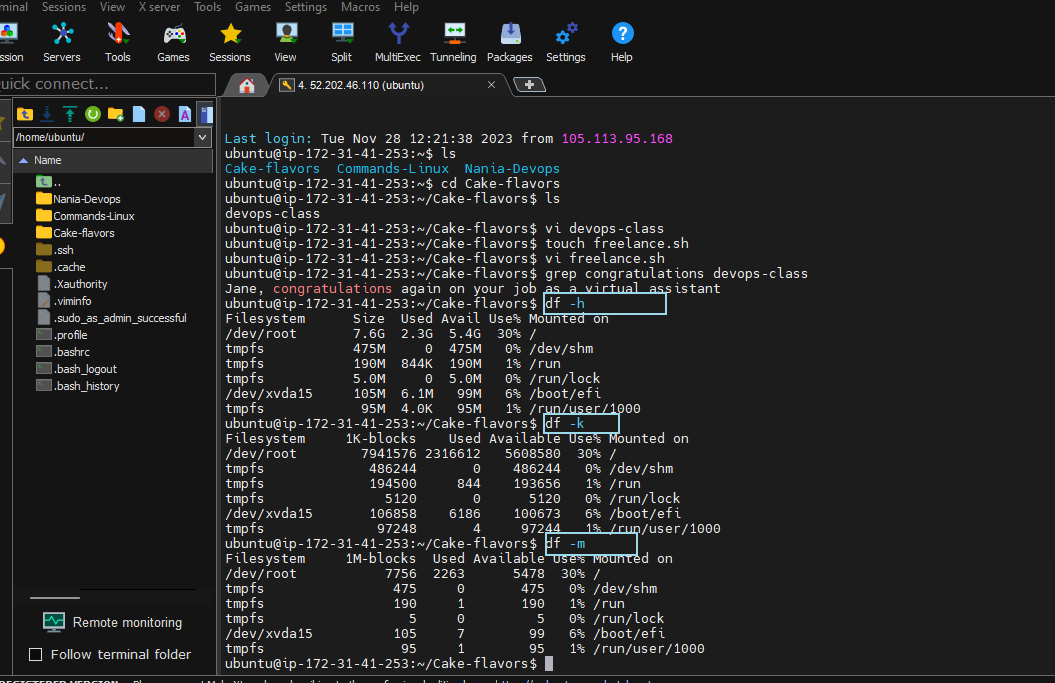 minal Sessions View X server Tools Games Settings Macros Help
ssion Servers Tools Games Sessions View Split MultiExec Tunneling Packages Settings Help
uick connect...
4. 52.202.46.110 (ubuntu)
/home/ubuntu/
Name
..
Nania-Devops
Commands-Linux
Cake-flavors
.ssh
.cache
.Xauthority
.viminfo
.sudo_as_admin_successful
.profile
.bashrc
.bash_logout
.bash_history
Remote monitoring
Follow terminal folder
Last login: Tue Nov 28 12:21:38 2023 from 105.113.95.168
ubuntu@ip-172-31-41-253:~$ ls
Cake-flavors  Commands-Linux  Nania-Devops
ubuntu@ip-172-31-41-253:~$ cd Cake-flavors
ubuntu@ip-172-31-41-253:~/Cake-flavors$ ls
devops-class
ubuntu@ip-172-31-41-253:~/Cake-flavors$ vi devops-class
ubuntu@ip-172-31-41-253:~/Cake-flavors$ touch freelance.sh
ubuntu@ip-172-31-41-253:~/Cake-flavors$ vi freelance.sh
ubuntu@ip-172-31-41-253:~/Cake-flavors$ grep congratulations devops-class
Jane, congratulations again on your job as a virtual assistant
ubuntu@ip-172-31-41-253:~/Cake-flavors$ df -h
Filesystem      Size  Used Avail Use% Mounted on
/dev/root       7.6G  2.3G  5.4G  30% /
tmpfs           475M     0  475M   0% /dev/shm
tmpfs           190M  844K  190M   1% /run
tmpfs           5.0M     0  5.0M   0% /run/lock
/dev/xvda15     105M  6.1M   99M   6% /boot/efi
tmpfs            95M  4.0K   95M   1% /run/user/1000
ubuntu@ip-172-31-41-253:~/Cake-flavors$ df -k
Filesystem     1K-blocks    Used Available Use% Mounted on
/dev/root        7941576 2316612   5608580  30% /
tmpfs             486244       0    486244   0% /dev/shm
tmpfs             194500     844    193656   1% /run
tmpfs               5120       0      5120   0% /run/lock
/dev/xvda15       106858    6186    100673   6% /boot/efi
tmpfs              97248       4     97244   1% /run/user/1000
ubuntu@ip-172-31-41-253:~/Cake-flavors$ df -m
Filesystem     1M-blocks  Used Available Use% Mounted on
/dev/root           7756  2263      5478  30% /
tmpfs                475     0       475   0% /dev/shm
tmpfs                190     1       190   1% /run
tmpfs                  5     0         5   0% /run/lock
/dev/xvda15          105     7        99   6% /boot/efi
tmpfs                 95     1        95   1% /run/user/1000
ubuntu@ip-172-31-41-253:~/Cake-flavors$